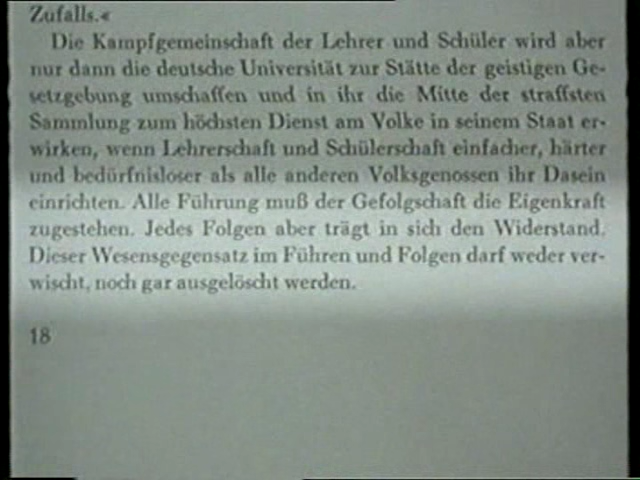 Zufalls.«
Die Kampfgemeinschaft der Lehrer und Schüler wird aber
nur dann die deutsche Universität zur Stätte der geistigen Ge-
setzgebung umschaffen und in ihr die Mitte der straffsten
Sammlung zum höchsten Dienst am Volke in seinem Staat er-
wirken, wenn Lehrerschaft und Schülerschaft einfacher, härter
und bedürfnisloser als alle anderen Volksgenossen ihr Dasein
einrichten. Alle Führung muß der Gefolgschaft die Eigenkraft
zugestehen. Jedes Folgen aber trägt in sich den Widerstand.
Dieser Wesensgegensatz im Führen und Folgen darf weder ver-
wischt, noch gar ausgelöscht werden.
18